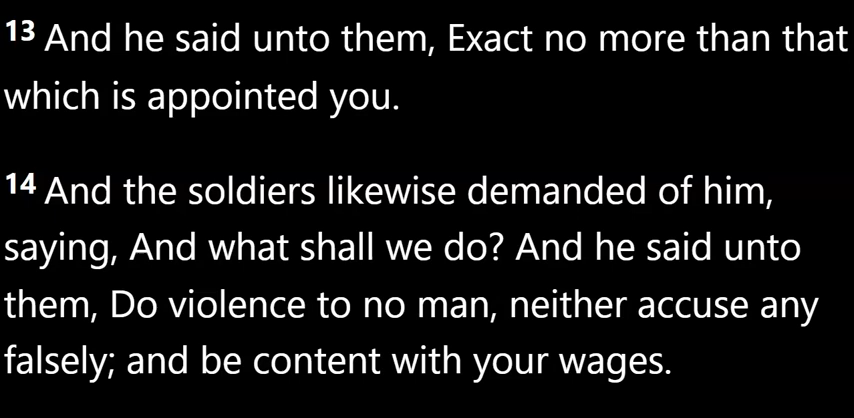 13 And he said unto them, Exact no more than that
which is appointed you.
14 And the soldiers likewise demanded of him,
saying, And what shall we do? And he said unto
them, Do violence to no man, neither accuse any
falsely; and be content with your wages.